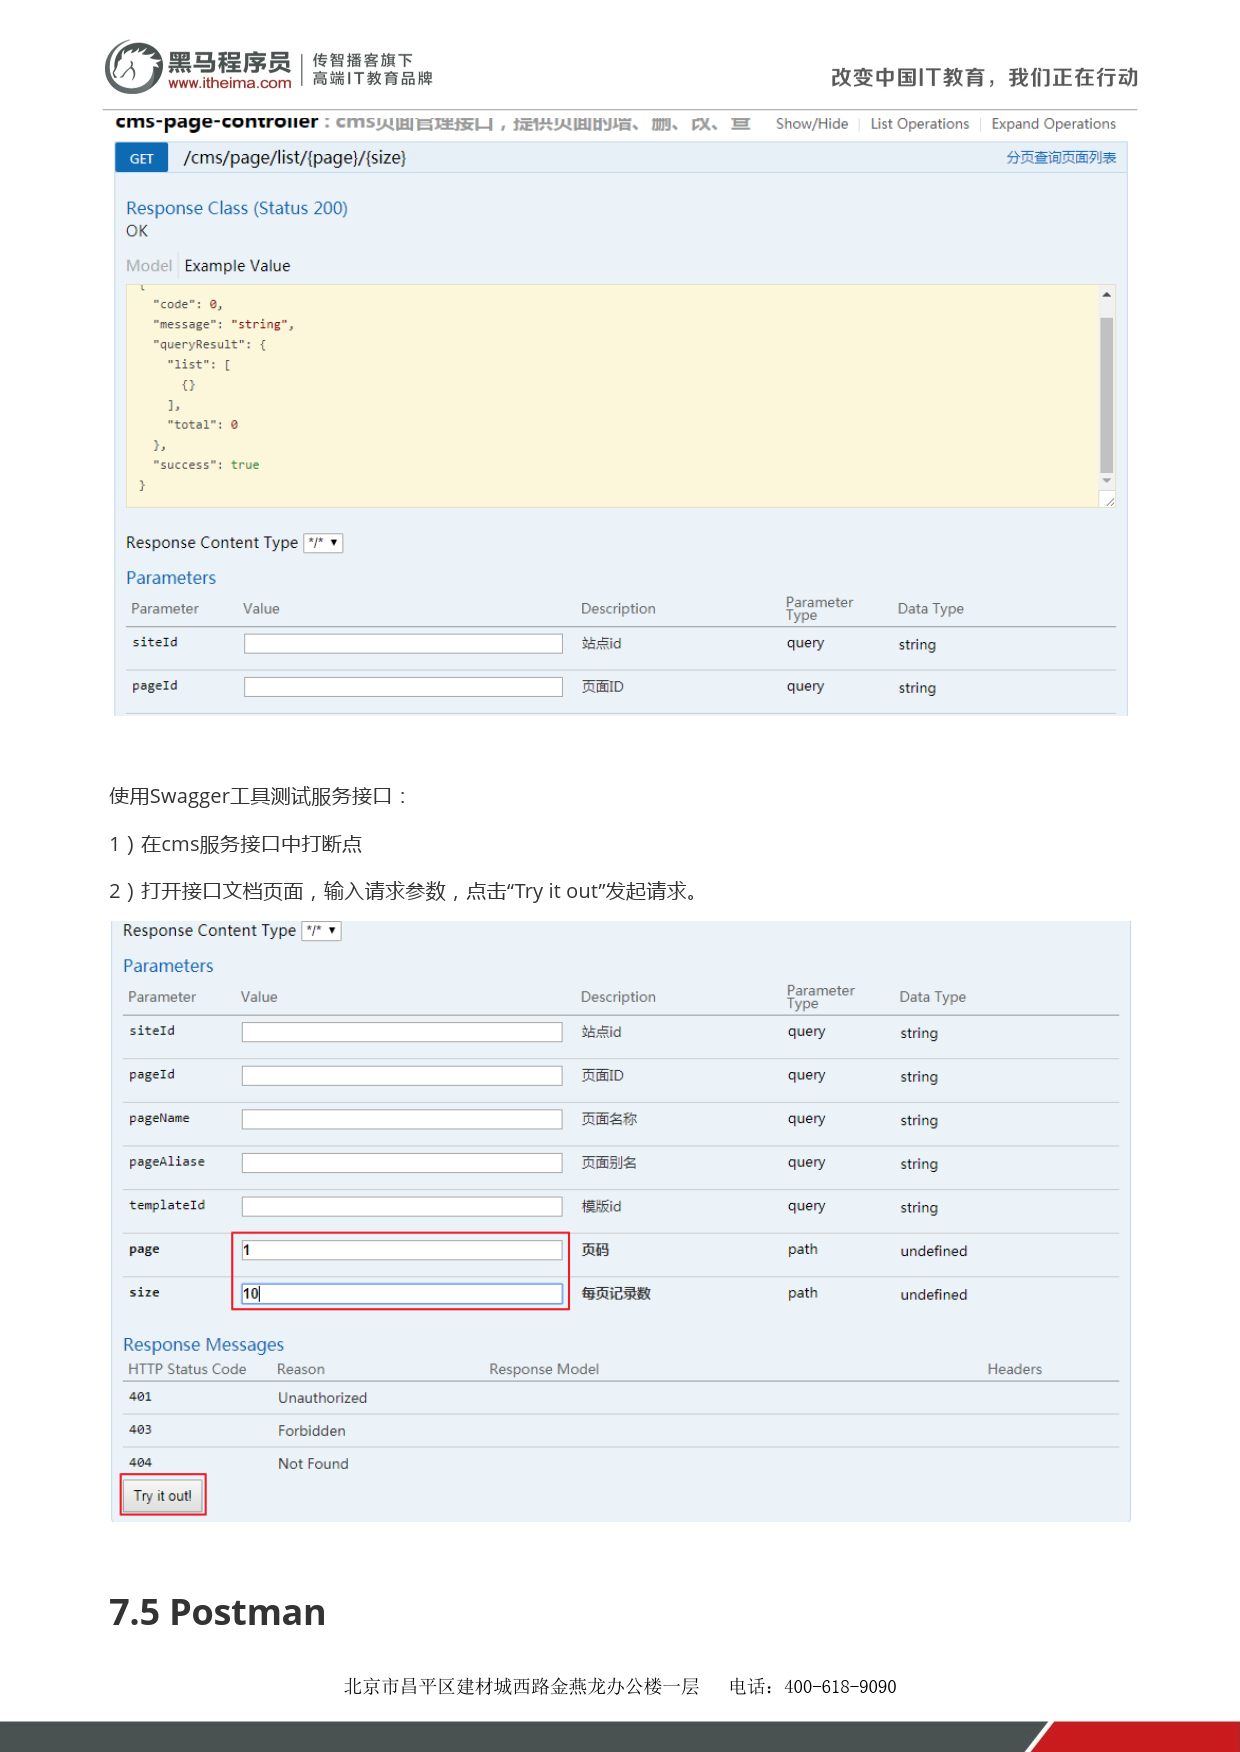 黑马程序员
www.itheima.com
传智播客旗下
高端IT教育品牌
改变中国IT教育，我们正在行动
cms-page-controller : cms页面管理接口，提供页面的增、删、改、查
Show/Hide | List Operations | Expand Operations
GET /cms/page/list/{page}/{size} 分页查询页面列表
Response Class (Status 200)
OK
Model Example Value
{
"code": 0,
"message": "string",
"queryResult": {
"list": [
{}
],
"total": 0
},
"success": true
}
Response Content Type */*
Parameters
Parameter Value Description Parameter Type Data Type
siteId 站点id query string
pageId 页面ID query string
使用Swagger工具测试服务接口：
1）在cms服务接口中打断点
2）打开接口文档页面，输入请求参数，点击“Try it out”发起请求。
Response Content Type */*
Parameters
Parameter Value Description Parameter Type Data Type
siteId 站点id query string
pageId 页面ID query string
pageName 页面名称 query string
pageAliase 页面别名 query string
templateId 模版id query string
page 1 页码 path undefined
size 10 每页记录数 path undefined
Response Messages
HTTP Status Code Reason Response Model Headers
401 Unauthorized
403 Forbidden
404 Not Found
Try it out!
7.5 Postman
北京市昌平区建材城西路金燕龙办公楼一层 电话：400-618-9090